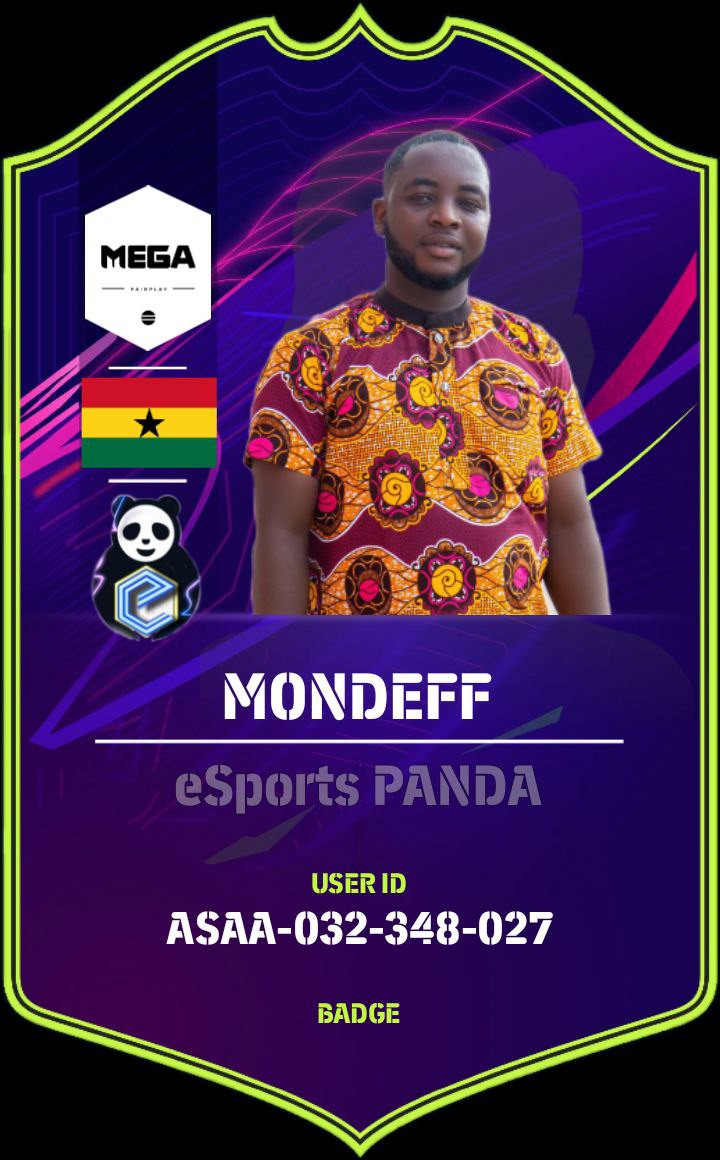 MEGA
FAIRPLAY
MONDEFF
eSports PANDA
USER ID
ASAA-032-348-027
BADGE